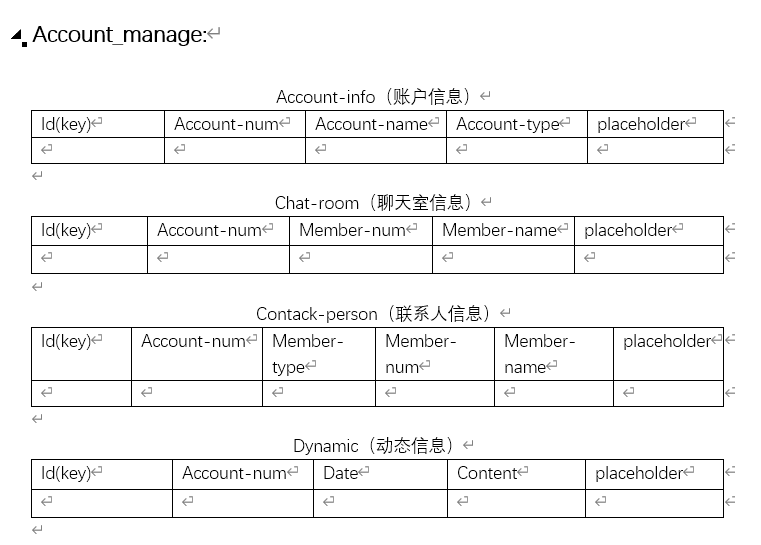 Account_manage:
Account-info（账户信息）
Id(key) Account-num Account-name Account-type placeholder
Chat-room（聊天室信息）
Id(key) Account-num Member-num Member-name placeholder
Contack-person（联系人信息）
Id(key) Account-num Member-type Member-num Member-name placeholder
Dynamic（动态信息）
Id(key) Account-num Date Content placeholder